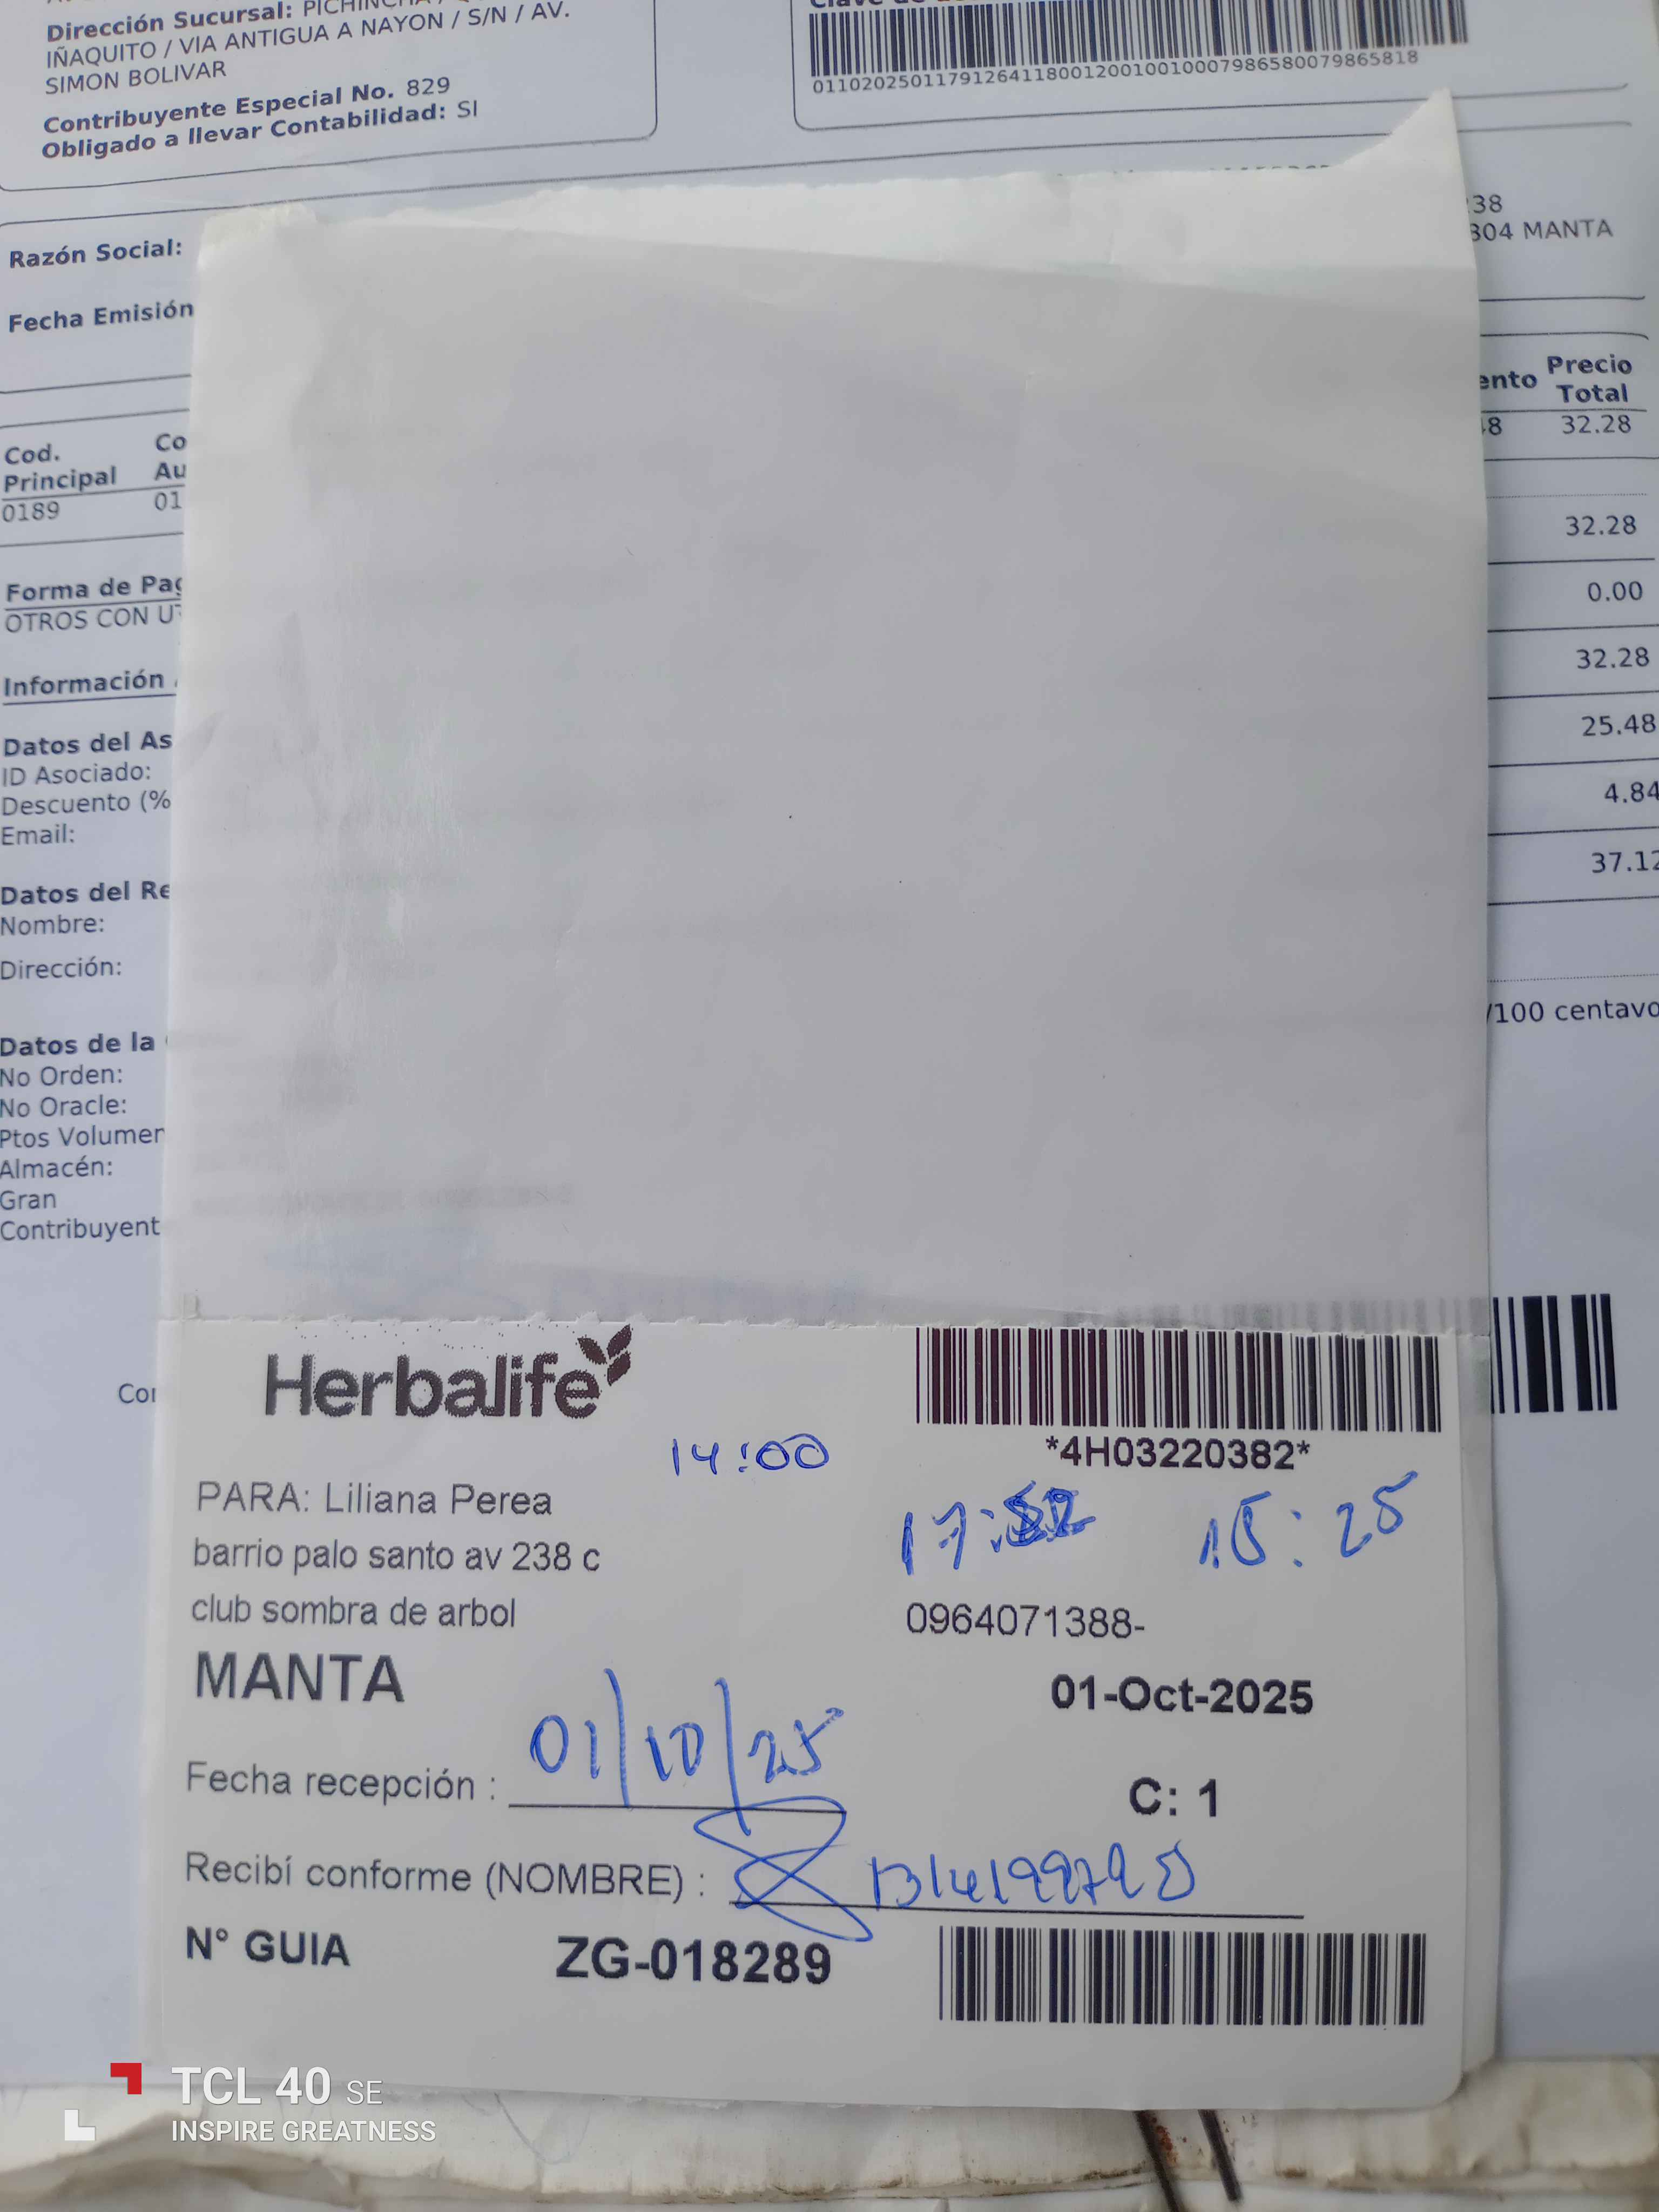 Dirección Sucursal:
IÑAQUITO / VIA ANTIGUA A NAYON / S/N / AV.
SIMON BOLIVAR
Contribuyente Especial No. 829
Obligado a llevar Contabilidad: SI
0110202501179126411800120010010007986580079865818
Razón Social:
38
304 MANTA
Fecha Emisión
Precio
Total
Cod.
Principal
0189 01
8 32.28
32.28
Forma de Pag
OTROS CON U
0.00
32.28
Información
25.48
Datos del As
ID Asociado:
Descuento (%
4.84
Email:
37.12
Datos del Re
Nombre:
Dirección:
/100 centavo
Datos de la
No Orden:
No Oracle:
Ptos Volumen
Almacén:
Gran
Contribuyent
Herbalife
*4H03220382*
14:00
PARA: Liliana Perea
17: 15:25
barrio palo santo av 238 c
club sombra de arbol
0964071388-
MANTA
01-Oct-2025
Fecha recepción : 01/10/25
C: 1
Recibí conforme (NOMBRE) :
N° GUIA ZG-018289
TCL 40 SE
INSPIRE GREATNESS